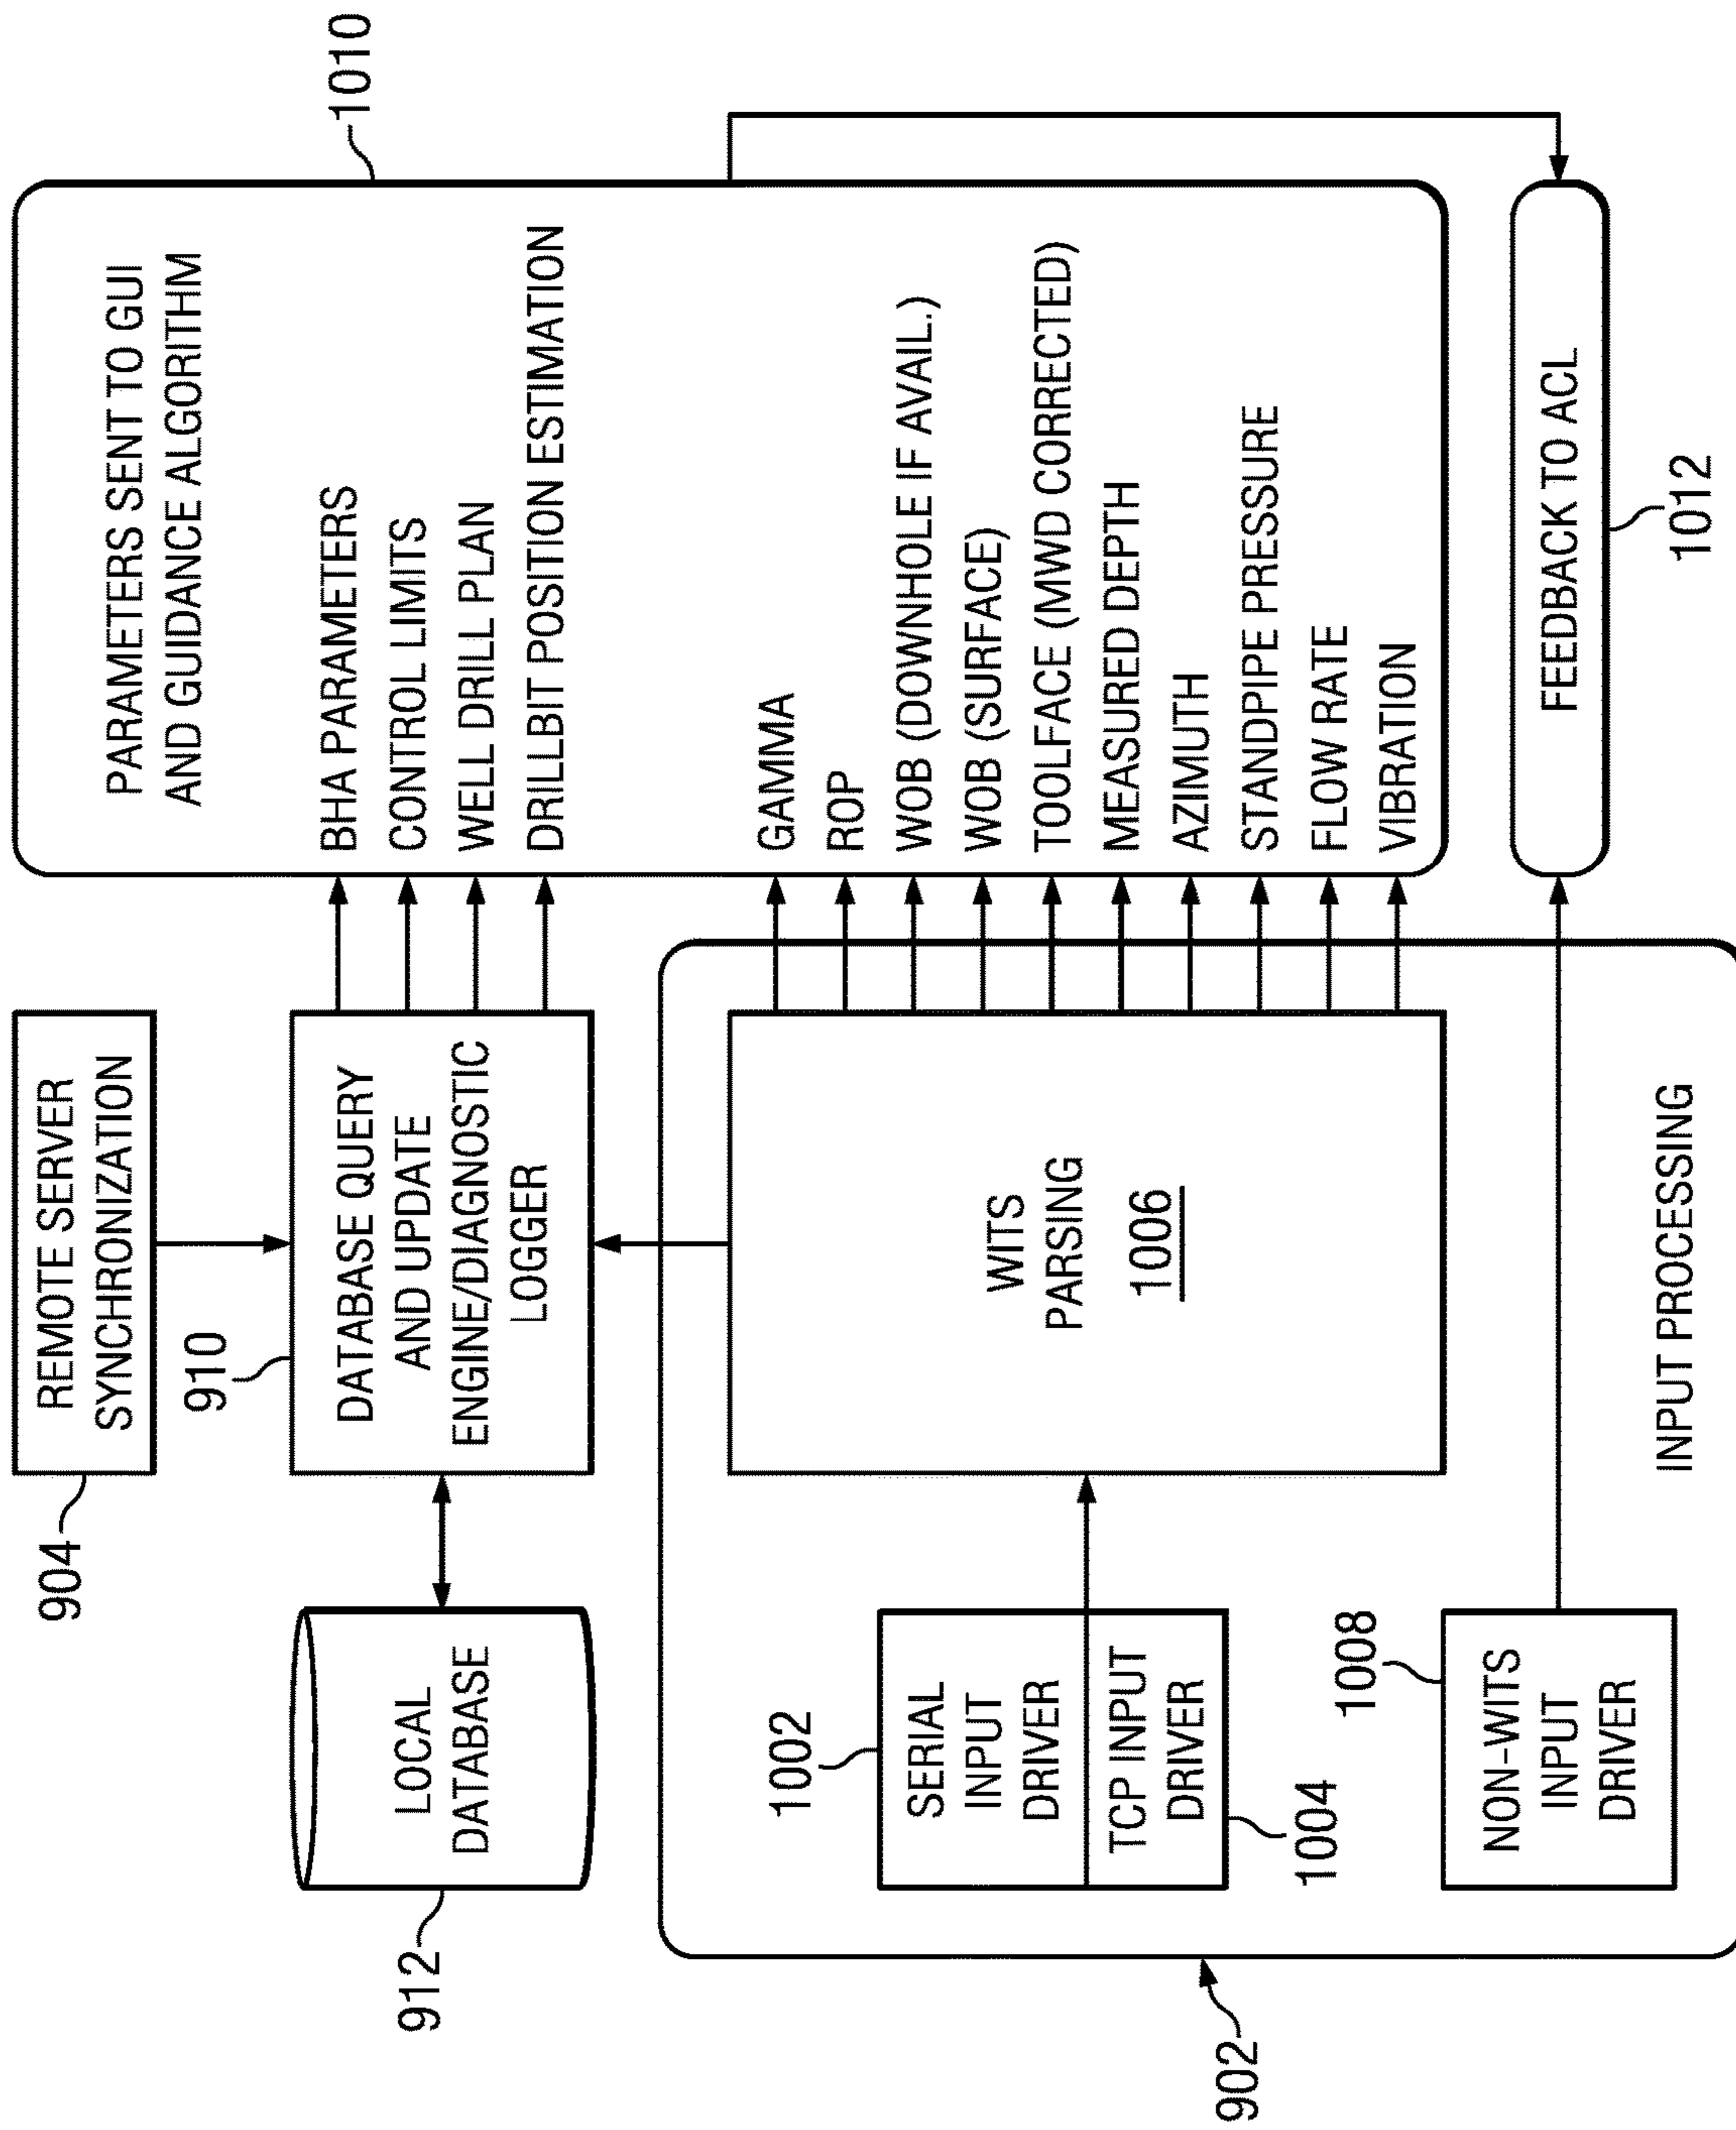 904
REMOTE SERVER
SYNCHRONIZATION
912
LOCAL
DATABASE
910
DATABASE QUERY
AND UPDATE
ENGINE/DIAGNOSTIC
LOGGER
PARAMETERS SENT TO GUI
AND GUIDANCE ALGORITHM
1010
BHA PARAMETERS
CONTROL LIMITS
WELL DRILL PLAN
DRILLBIT POSITION ESTIMATION
GAMMA
ROP
WOB (DOWNHOLE IF AVAIL.)
WOB (SURFACE)
TOOLFACE (MWD CORRECTED)
MEASURED DEPTH
AZIMUTH
STANDPIPE PRESSURE
FLOW RATE
VIBRATION
902
1002
SERIAL
INPUT
DRIVER
TCP INPUT
DRIVER
1004
WITS
PARSING
1006
1008
NON-WITS
INPUT
DRIVER
INPUT PROCESSING
FEEDBACK TO ACL
1012